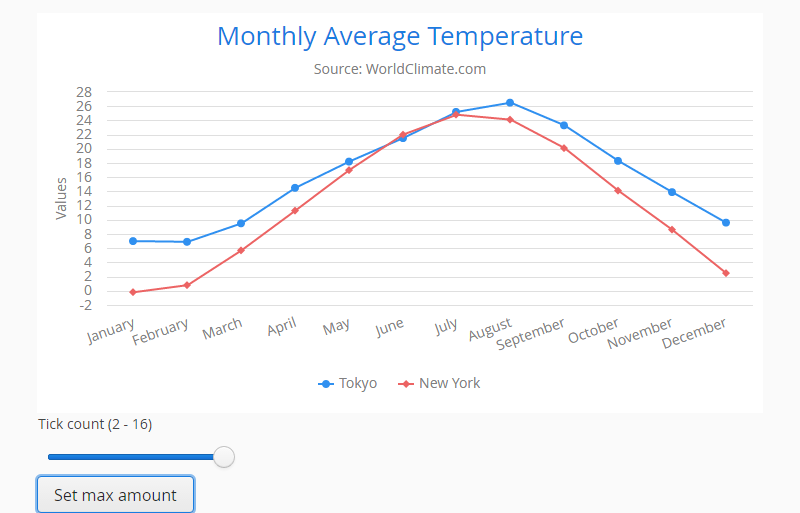 Monthly Average Temperature
Source: WorldClimate.com
28
26
24
22
20
18
16
14
12
10
8
6
4
2
0
-2
Values
January
February
March
April
May
June
July
August
September
October
November
December
Tokyo
New York
Tick count (2 - 16)
Set max amount